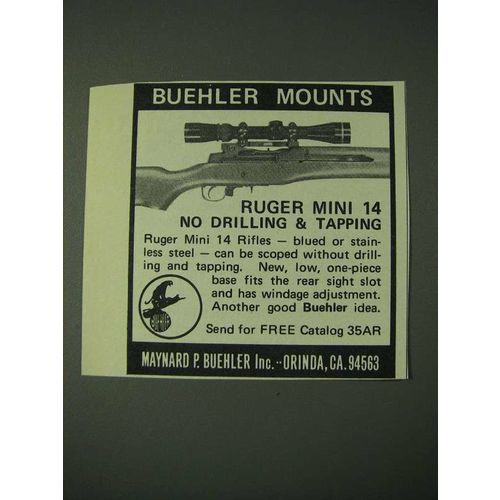 BUEHLER MOUNTS
RUGER MINI 14
NO DRILLING & TAPPING
Ruger Mini 14 Rifles — blued or stain-
less steel — can be scoped without drill-
ing and tapping. New, low, one-piece
base fits the rear sight slot
and has windage adjustment.
Another good Buehler idea.
Send for FREE Catalog 35AR
MAYNARD P. BUEHLER Inc. -- ORINDA, CA. 94563